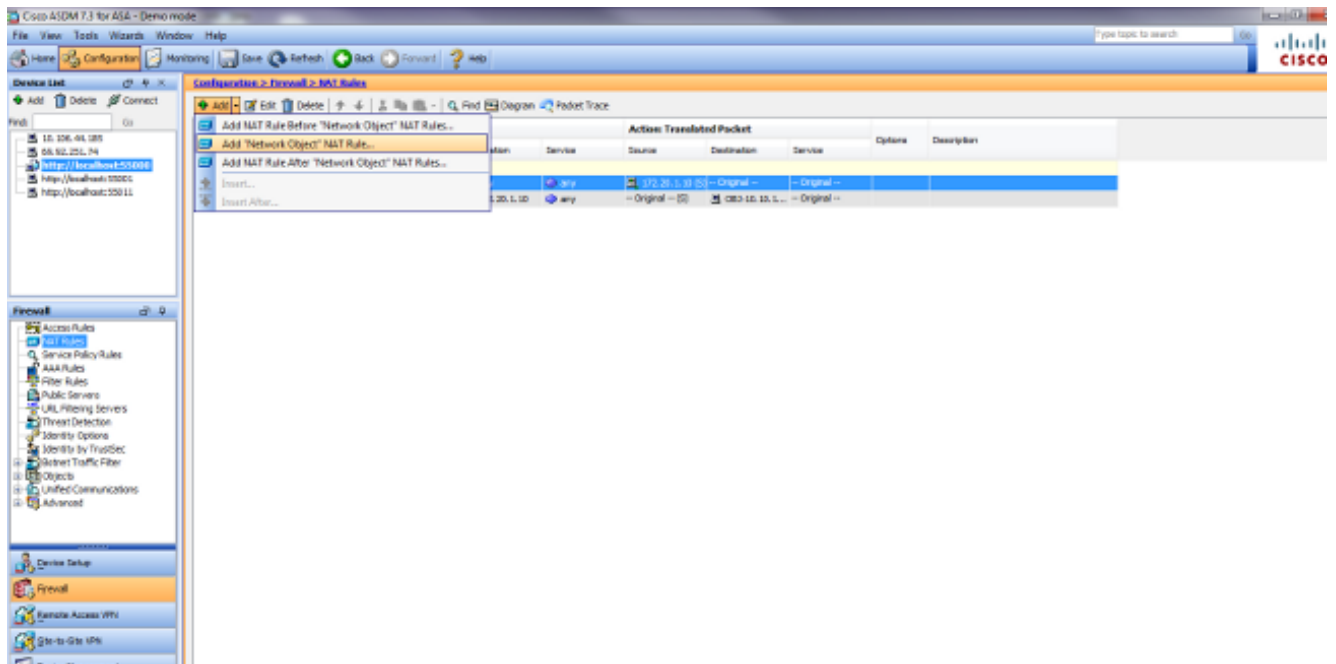 Cisco ASDM 7.3 for ASA - Demo mode
File View Tools Wizards Window Help
Type topic to search Go
Home Configuration Monitoring Save Refresh Back Forward Help
CISCO
Device List
Add Delete Connect
Find: Go
10.106.44.185
http://localhost:55000
http://localhost:55001
http://localhost:55011
Configuration > Firewall > NAT Rules
Add Edit Delete Find Diagram Packet Trace
Add NAT Rule Before "Network Object" NAT Rules...
Add "Network Object" NAT Rule...
Add NAT Rule After "Network Object" NAT Rules...
Insert...
Insert After...
Action: Translated Packet
Service Source Destination Service Options Description
any 172.20.1.10 (S) -- Original -- -- Original --
.20.1.10 any -- Original -- (S) OBJ-10.10.1.... -- Original --
Firewall
Access Rules
NAT Rules
Service Policy Rules
AAA Rules
Filter Rules
Public Servers
URL Filtering Servers
Threat Detection
Identity Options
Identity by TrustSec
Botnet Traffic Filter
Objects
Unified Communications
Advanced
Device Setup
Firewall
Remote Access VPN
Site-to-Site VPN